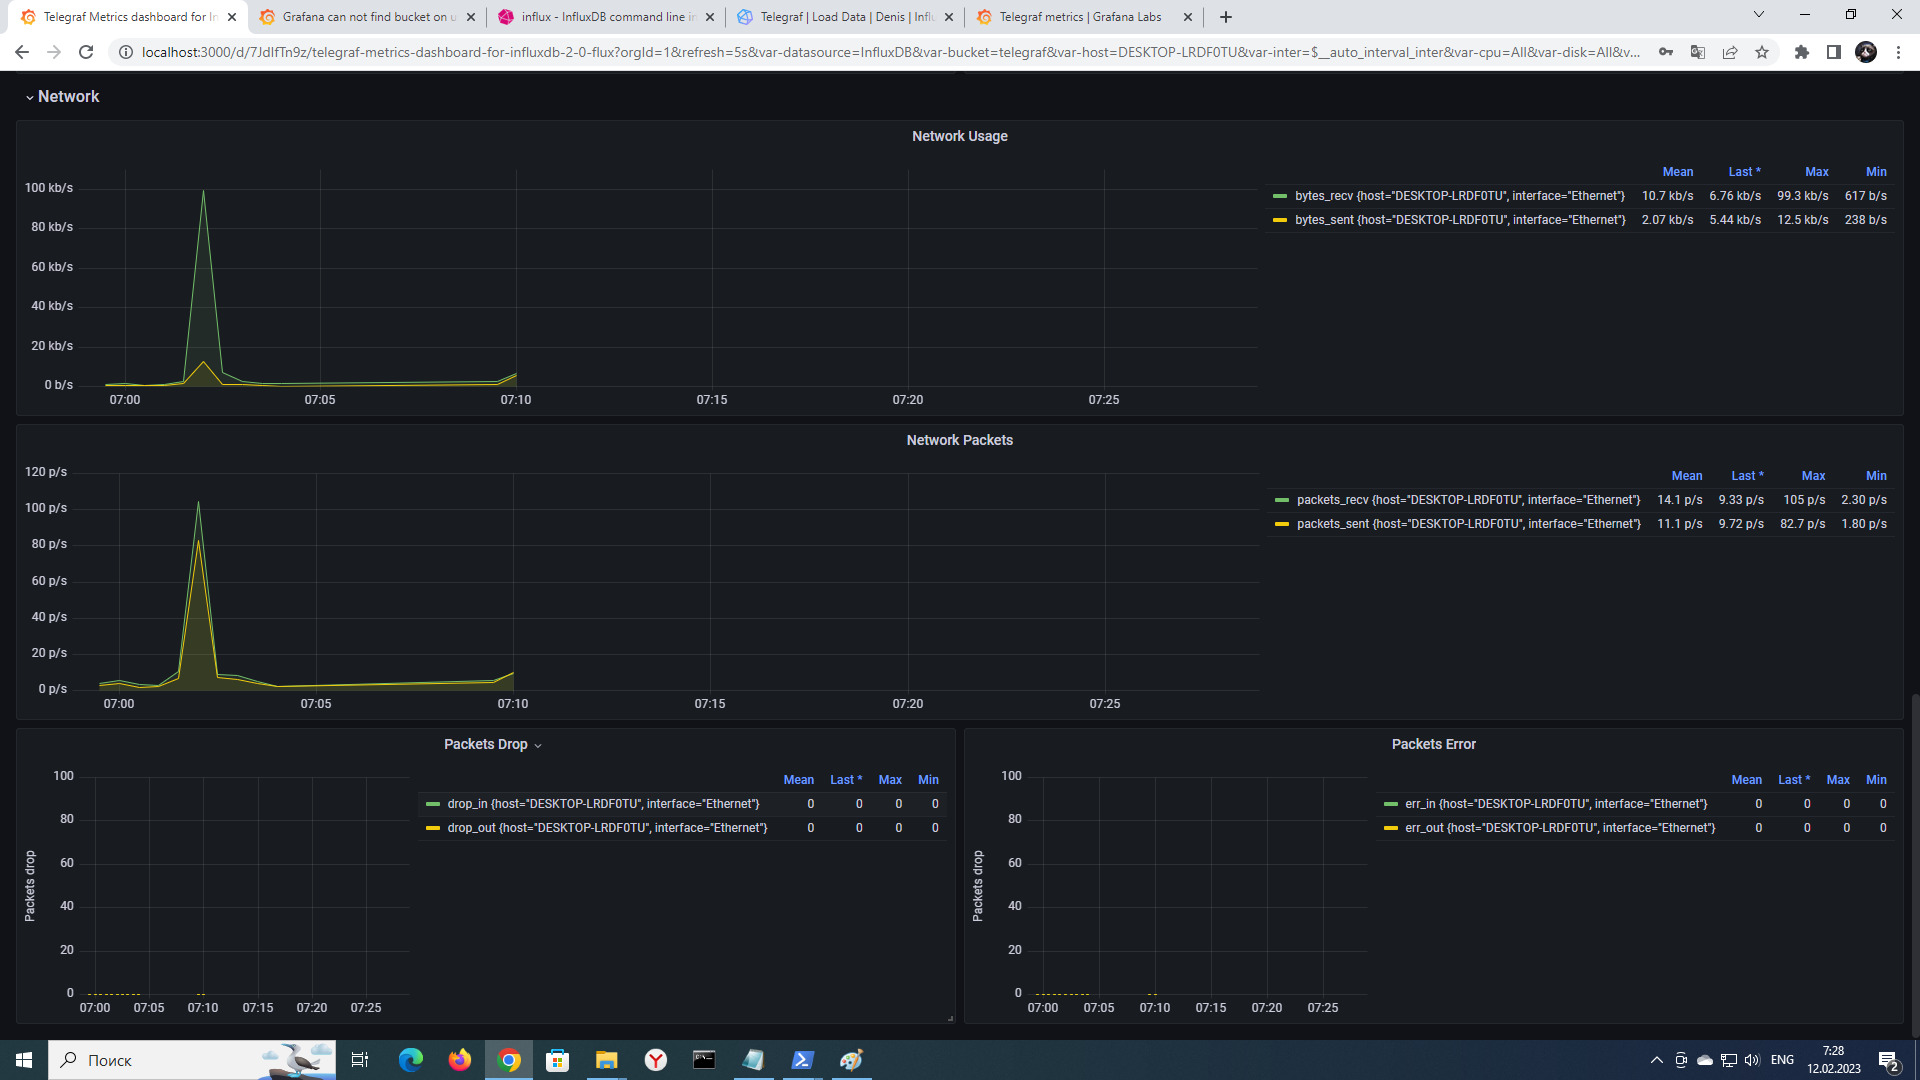 Telegraf Metrics dashboard for In
Grafana can not find bucket on u
influx - InfluxDB command line in
Telegraf | Load Data | Denis | Influ
Telegraf metrics | Grafana Labs
localhost:3000/d/7JdIfTn9z/telegraf-metrics-dashboard-for-influxdb-2-0-flux?orgId=1&refresh=5s&var-datasource=InfluxDB&var-bucket=telegraf&var-host=DESKTOP-LRDF0TU&var-inter=$__auto_interval_inter&var-cpu=All&var-disk=All&v...
Network
Network Usage
Mean Last * Max Min
bytes_recv {host="DESKTOP-LRDF0TU", interface="Ethernet"} 10.7 kb/s 6.76 kb/s 99.3 kb/s 617 b/s
bytes_sent {host="DESKTOP-LRDF0TU", interface="Ethernet"} 2.07 kb/s 5.44 kb/s 12.5 kb/s 238 b/s
100 kb/s
80 kb/s
60 kb/s
40 kb/s
20 kb/s
0 b/s
07:00 07:05 07:10 07:15 07:20 07:25
Network Packets
Mean Last * Max Min
packets_recv {host="DESKTOP-LRDF0TU", interface="Ethernet"} 14.1 p/s 9.33 p/s 105 p/s 2.30 p/s
packets_sent {host="DESKTOP-LRDF0TU", interface="Ethernet"} 11.1 p/s 9.72 p/s 82.7 p/s 1.80 p/s
120 p/s
100 p/s
80 p/s
60 p/s
40 p/s
20 p/s
0 p/s
07:00 07:05 07:10 07:15 07:20 07:25
Packets Drop
Mean Last * Max Min
drop_in {host="DESKTOP-LRDF0TU", interface="Ethernet"} 0 0 0 0
drop_out {host="DESKTOP-LRDF0TU", interface="Ethernet"} 0 0 0 0
Packets drop
100
80
60
40
20
0
07:00 07:05 07:10 07:15 07:20 07:25
Packets Error
Mean Last * Max Min
err_in {host="DESKTOP-LRDF0TU", interface="Ethernet"} 0 0 0 0
err_out {host="DESKTOP-LRDF0TU", interface="Ethernet"} 0 0 0 0
Packets drop
100
80
60
40
20
0
07:00 07:05 07:10 07:15 07:20 07:25
Поиск
ENG
7:28
12.02.2023
2